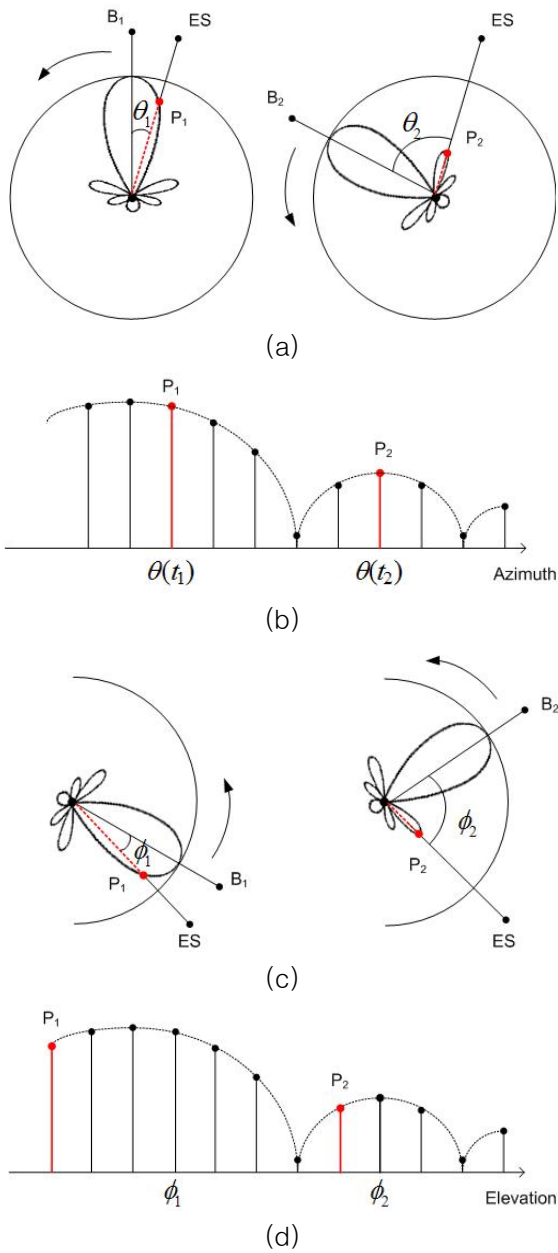 B₁ ES
θ₁ P₁
ES
B₂ θ₂ P₂
(a)
P₁ P₂
θ(t₁) θ(t₂) Azimuth
(b)
ϕ₁ P₁ B₁ ES
B₂ ϕ₂ P₂ ES
(c)
P₁ P₂
ϕ₁ ϕ₂ Elevation
(d)